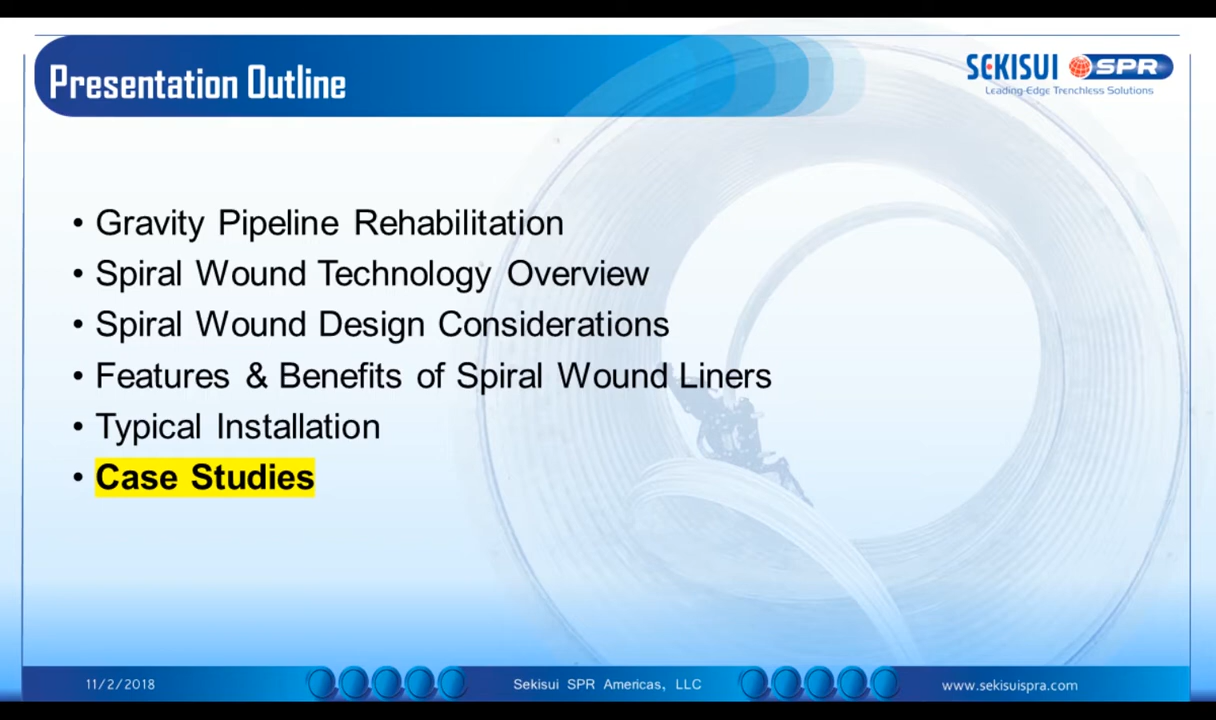 Presentation Outline
SEKISUI SPR
Leading-Edge Trenchless Solutions
• Gravity Pipeline Rehabilitation
• Spiral Wound Technology Overview
• Spiral Wound Design Considerations
• Features & Benefits of Spiral Wound Liners
• Typical Installation
• Case Studies
11/2/2018
Sekisui SPR Americas, LLC
www.sekisuispra.com